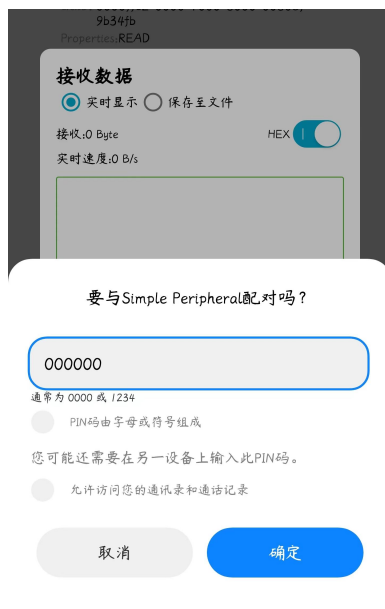 9b34fb
Properties:READ
接收数据
实时显示 保存至文件
接收:0 Byte HEX
实时速度:0 B/s
要与Simple Peripheral配对吗？
000000
通常为 0000 或 1234
PIN码由字母或符号组成
您可能还需要在另一设备上输入此PIN码。
允许访问您的通讯录和通话记录
取消 确定